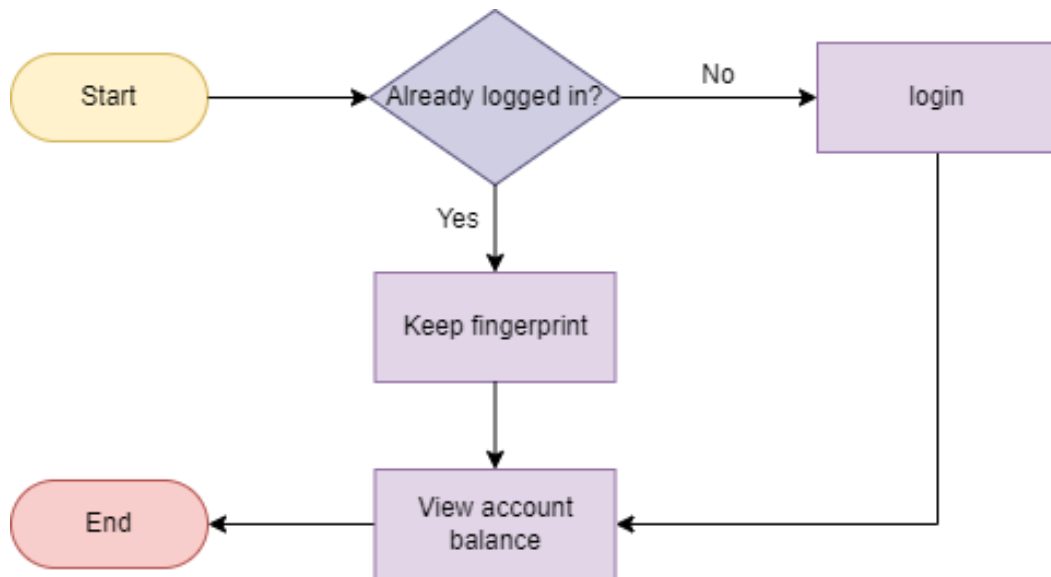 Start
Already logged in?
No
login
Yes
Keep fingerprint
View account
balance
End